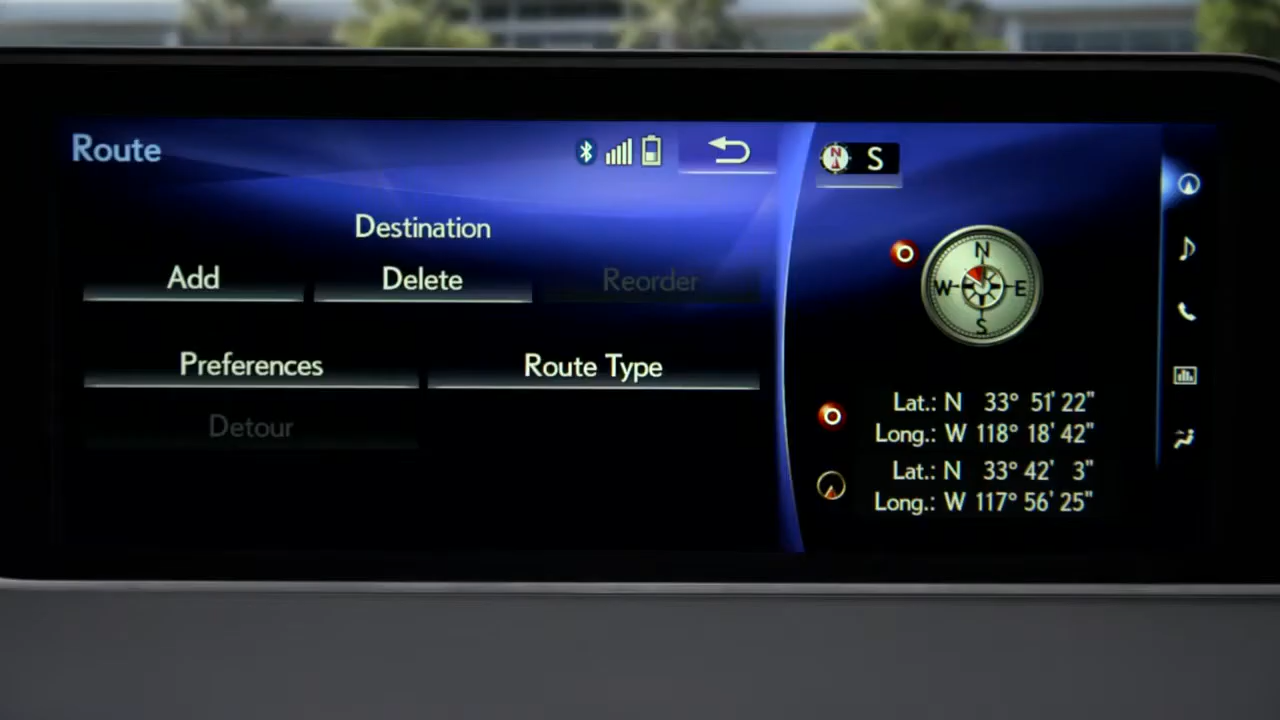 Route
Destination
Add Delete Reorder
Preferences Route Type
Detour
N S
N
W E
S
Lat.: N 33° 51' 22"
Long.: W 118° 18' 42"
Lat.: N 33° 42' 3"
Long.: W 117° 56' 25"